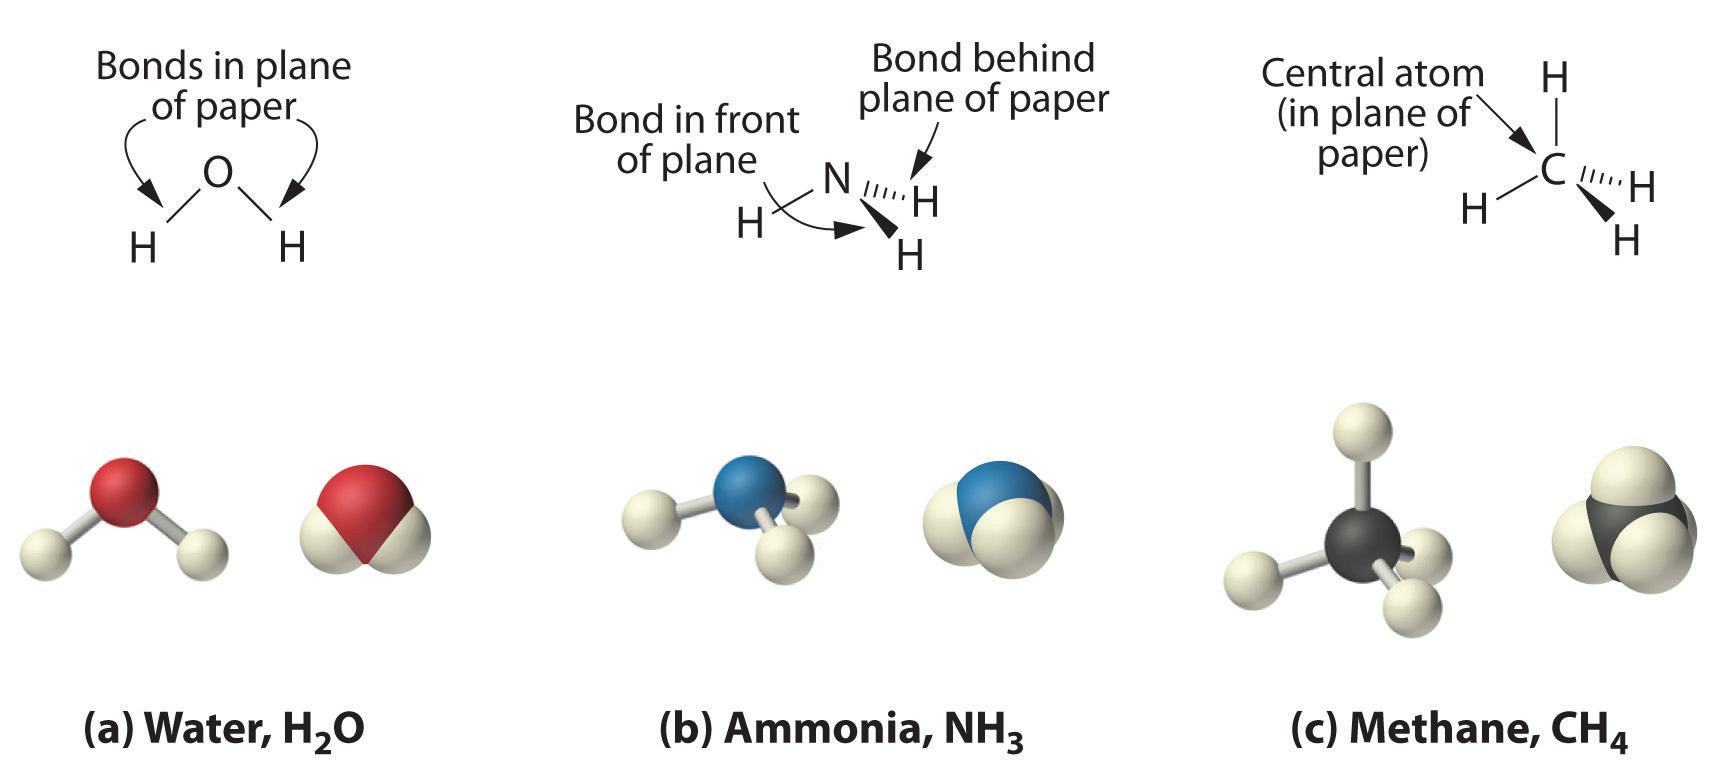 Bonds in plane
of paper
O
H
H
Bond in front
of plane
Bond behind
plane of paper
N
H
H
H
Central atom
(in plane of
paper)
H
C
H
H
H
(a) Water, H₂O
(b) Ammonia, NH₃
(c) Methane, CH₄